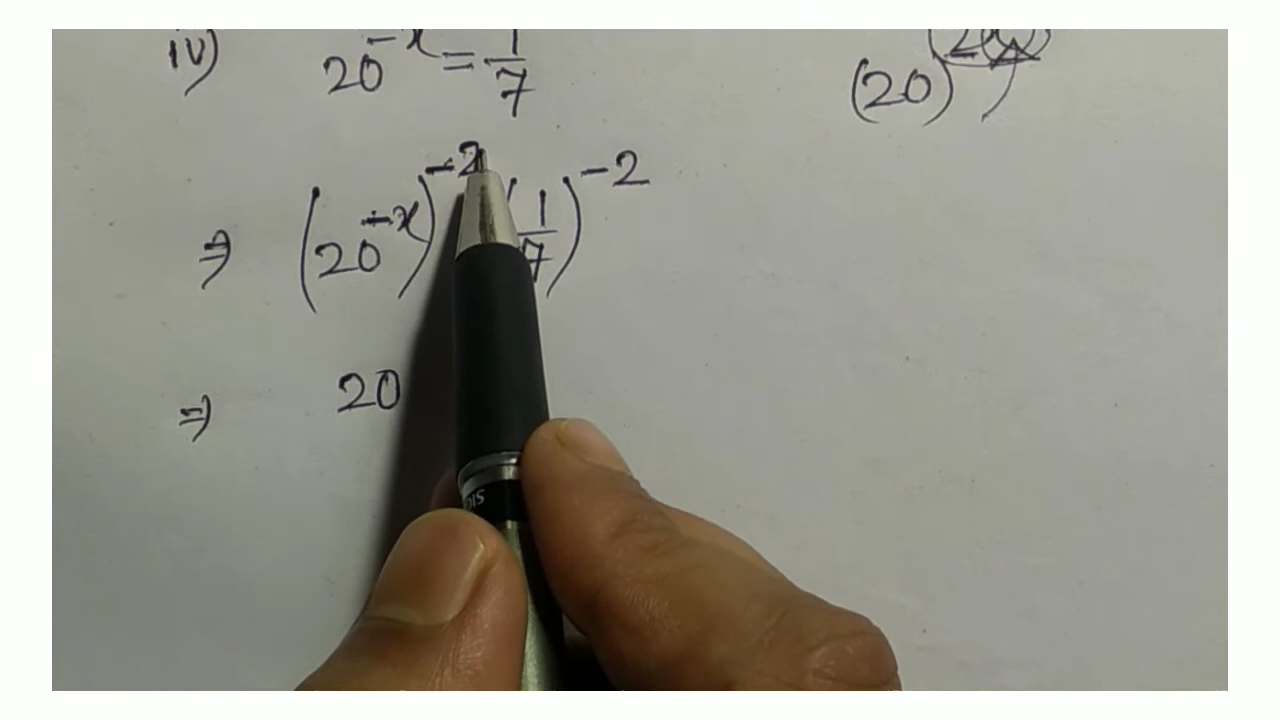 iv) 20^{-x} = 1/7
(20)
⇒ (20^{-x})^{-2} (1/7)^{-2}
⇒ 20